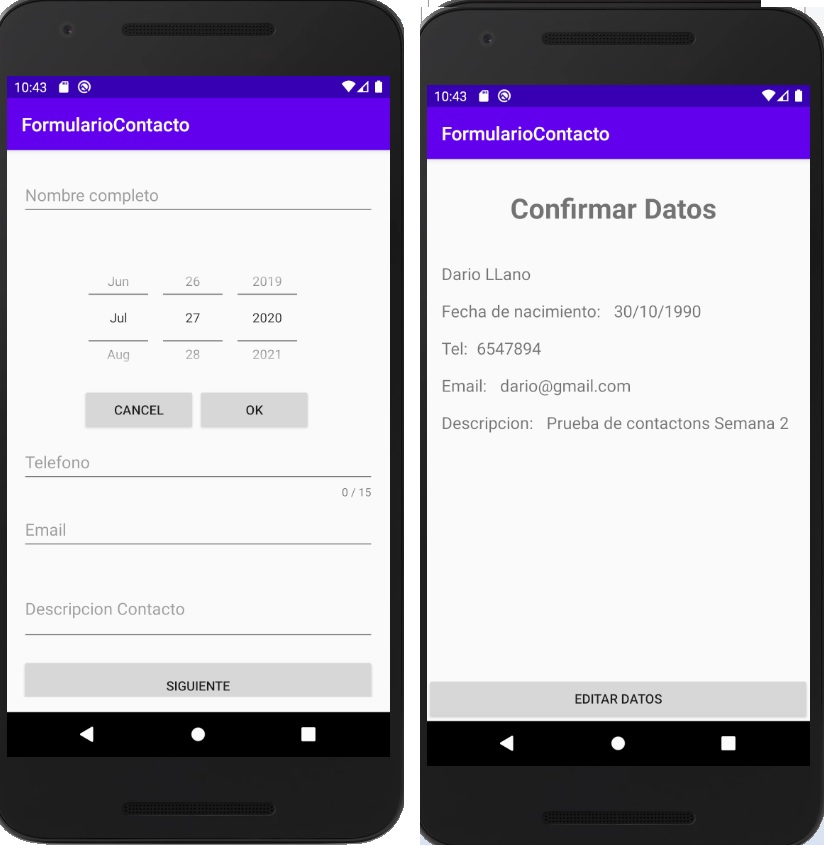 10:43
FormularioContacto
Nombre completo
Jun 26 2019
Jul 27 2020
Aug 28 2021
CANCEL OK
Telefono
0 / 15
Email
Descripcion Contacto
SIGUIENTE
10:43
FormularioContacto
Confirmar Datos
Dario LLano
Fecha de nacimiento: 30/10/1990
Tel: 6547894
Email: dario@gmail.com
Descripcion: Prueba de contactons Semana 2
EDITAR DATOS